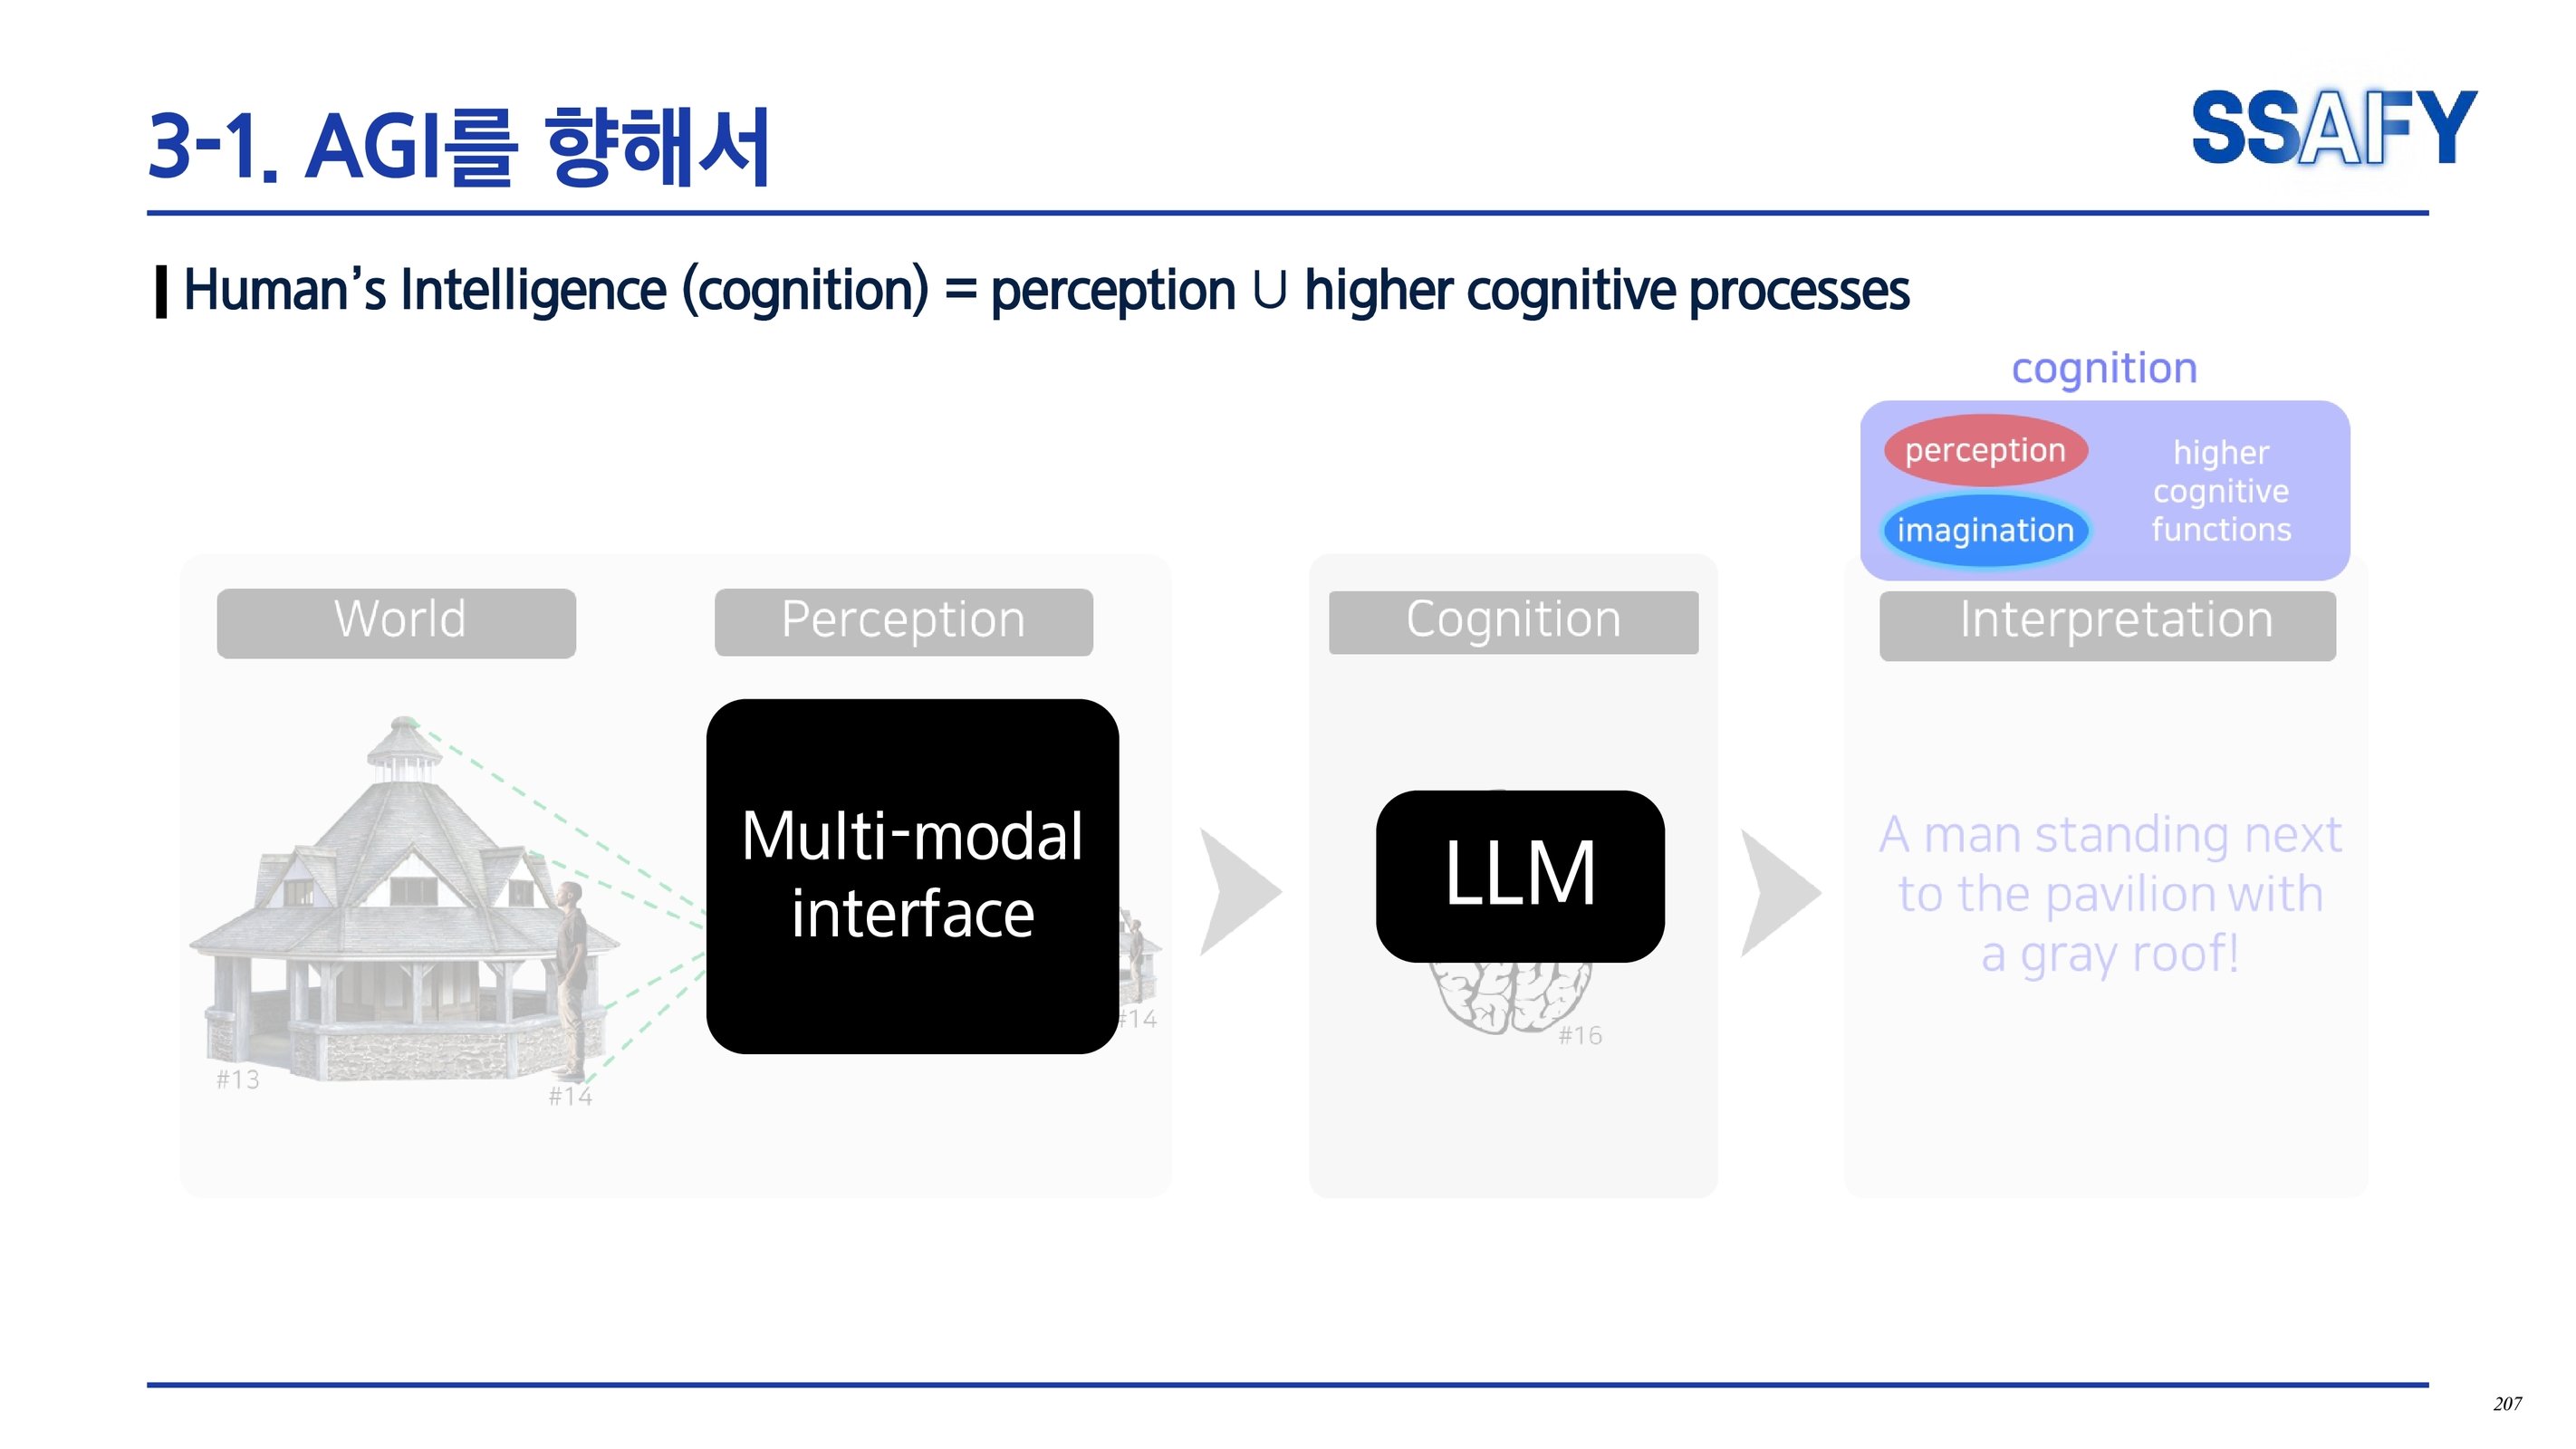 3-1. AGI를 향해서
SSAFY
Human’s Intelligence (cognition) = perception ∪ higher cognitive processes
cognition
perception
imagination
higher
cognitive
functions
World
Perception
Cognition
Interpretation
Multi-modal
interface
LLM
A man standing next
to the pavilion with
a gray roof!
#13
#14
#14
#16
207